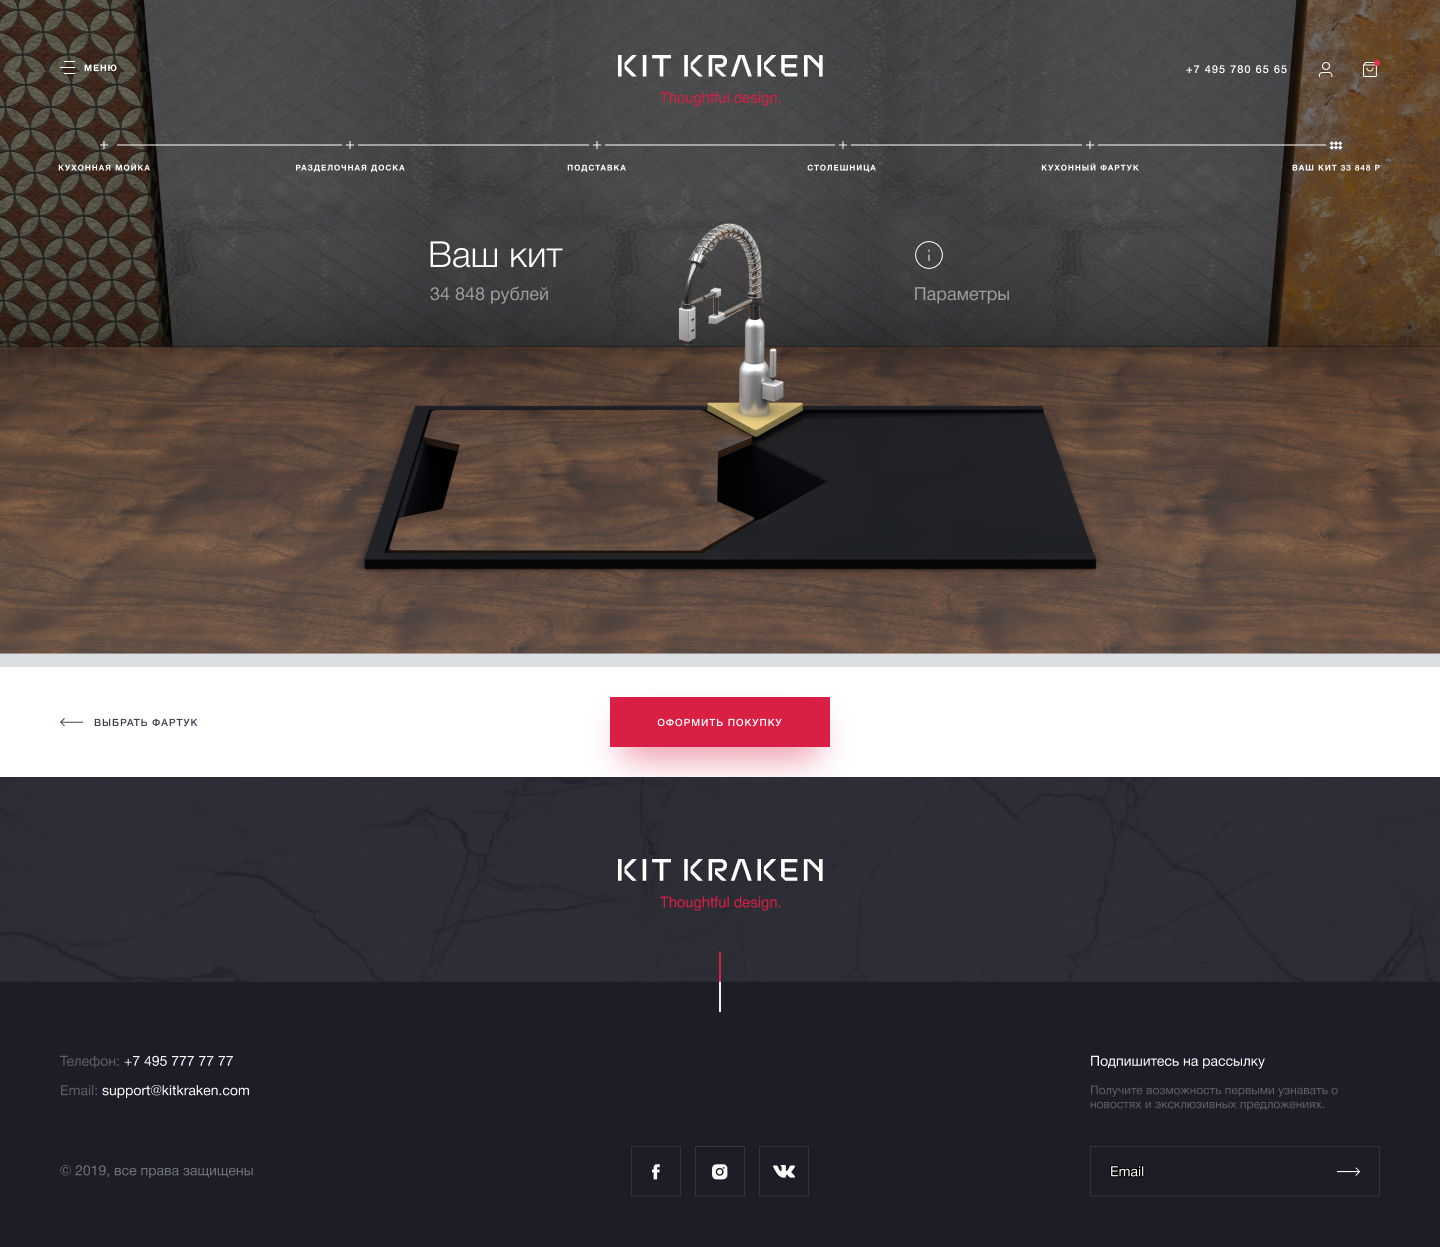 МЕНЮ
KIT KRAKEN
Thoughtful design.
+7 495 780 65 65
КУХОННАЯ МОЙКА
РАЗДЕЛОЧНАЯ ДОСКА
ПОДСТАВКА
СТОЛЕШНИЦА
КУХОННЫЙ ФАРТУК
ВАШ КИТ 33 848 Р
Ваш кит
34 848 рублей
Параметры
ВЫБРАТЬ ФАРТУК
ОФОРМИТЬ ПОКУПКУ
KIT KRAKEN
Thoughtful design.
Телефон: +7 495 777 77 77
Email: support@kitkraken.com
© 2019, все права защищены
Подпишитесь на рассылку
Получите возможность первыми узнавать о
новостях и эксклюзивных предложениях.
Email